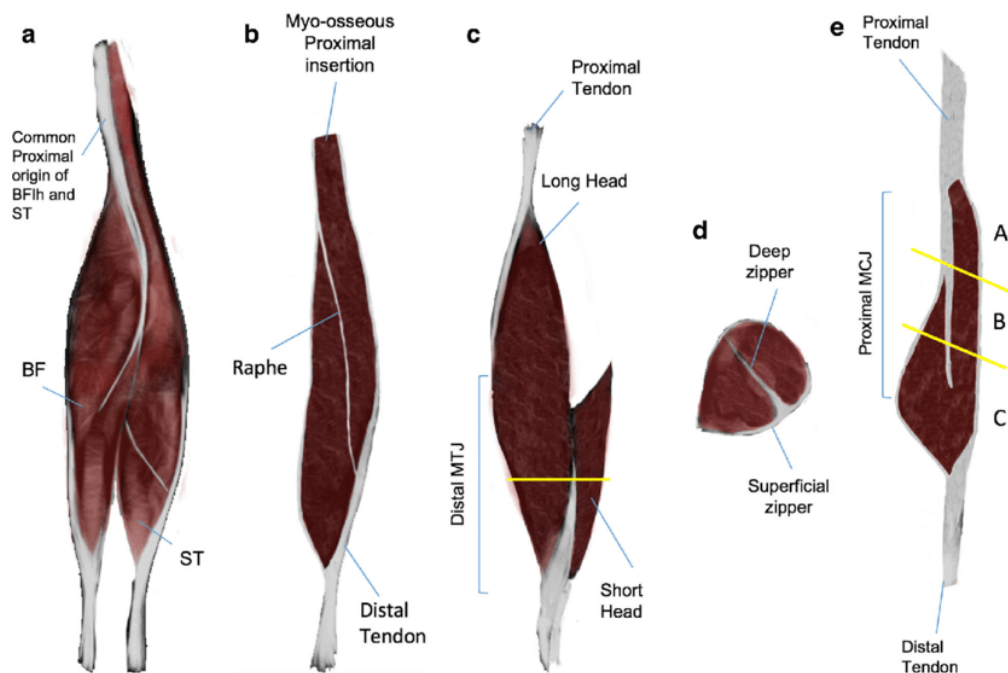 a
Common
Proximal
origin of
BFlh and
ST
BF
ST
b
Myo-osseous
Proximal
insertion
Raphe
Distal
Tendon
c
Proximal
Tendon
Long Head
Distal MTJ
Short
Head
d
Deep
zipper
Superficial
zipper
e
Proximal
Tendon
Proximal MCJ
A
B
C
Distal
Tendon